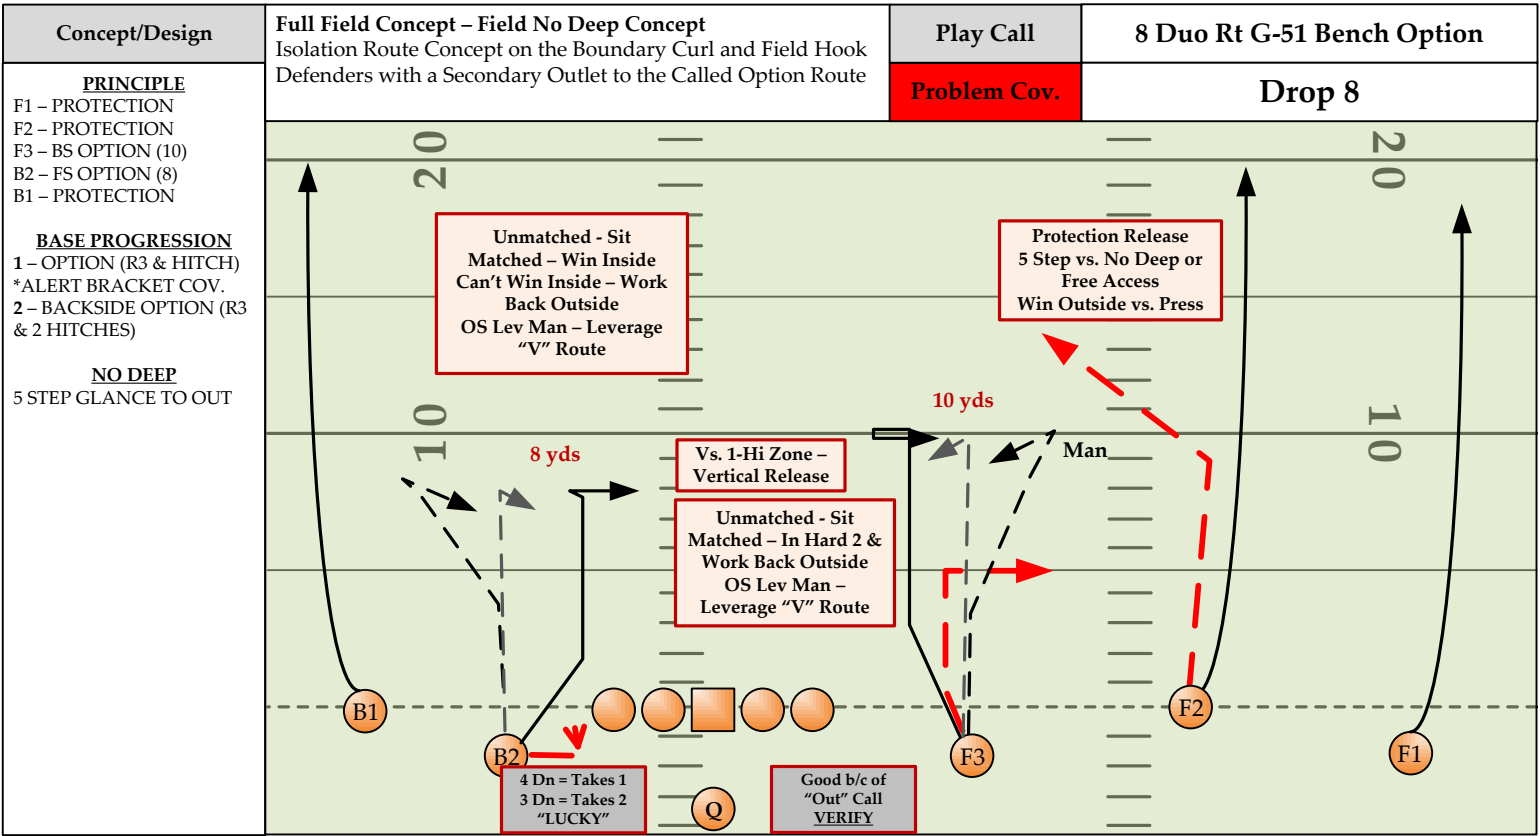 Concept/Design
Full Field Concept – Field No Deep Concept
Isolation Route Concept on the Boundary Curl and Field Hook
Defenders with a Secondary Outlet to the Called Option Route
Play Call
8 Duo Rt G-51 Bench Option
Problem Cov.
Drop 8
PRINCIPLE
F1 – PROTECTION
F2 – PROTECTION
F3 – BS OPTION (10)
B2 – FS OPTION (8)
B1 – PROTECTION
BASE PROGRESSION
1 – OPTION (R3 & HITCH)
*ALERT BRACKET COV.
2 – BACKSIDE OPTION (R3
& 2 HITCHES)
NO DEEP
5 STEP GLANCE TO OUT
20
20
Unmatched - Sit
Matched – Win Inside
Can’t Win Inside – Work
Back Outside
OS Lev Man – Leverage
“V” Route
Protection Release
5 Step vs. No Deep or
Free Access
Win Outside vs. Press
10
10
10 yds
8 yds
Man
Vs. 1-Hi Zone –
Vertical Release
Unmatched - Sit
Matched – In Hard 2 &
Work Back Outside
OS Lev Man –
Leverage “V” Route
B1
B2
F3
F2
F1
4 Dn = Takes 1
3 Dn = Takes 2
“LUCKY”
Q
Good b/c of
“Out” Call
VERIFY